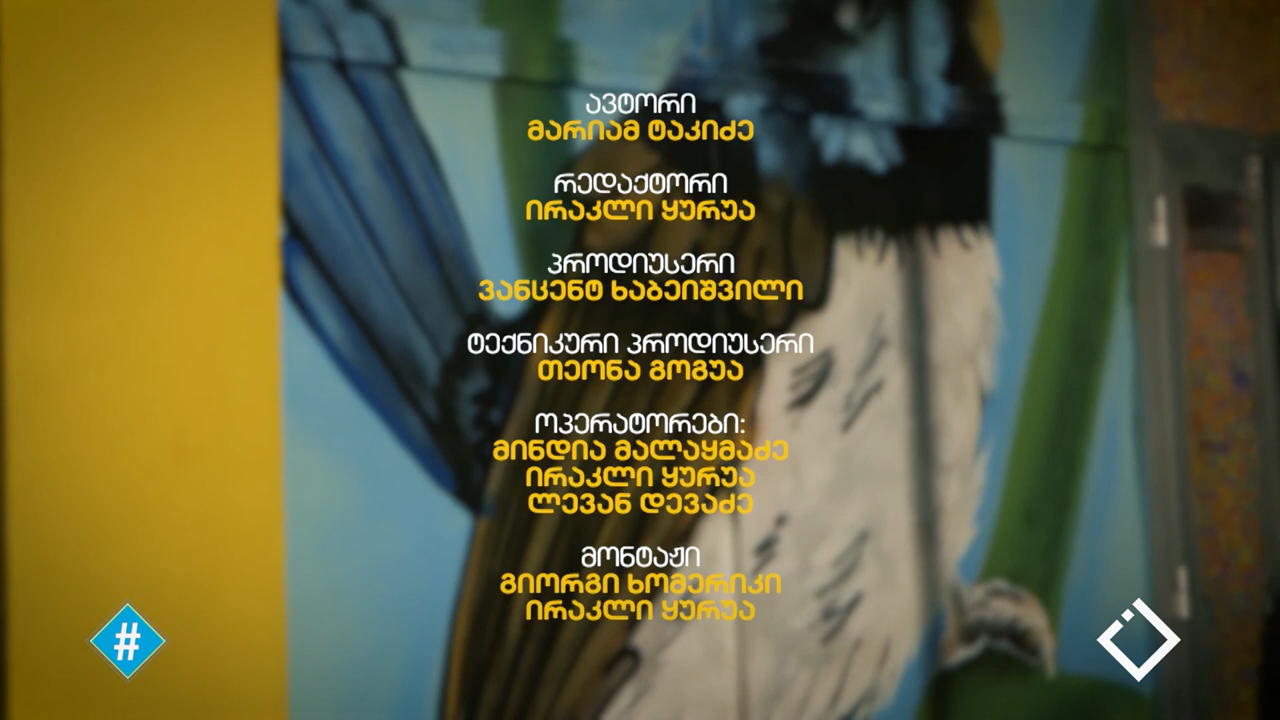 ავტორი
მარიამ ტაკიძე
რედაქტორი
ირაკლი ყურუა
პროდიუსერი
ვანცენტ ხაბეიშვილი
ტექნიკური პროდიუსერი
თეონა გოგუა
ოპერატორები:
მინდია მალაყმაძე
ირაკლი ყურუა
ლევან დევაძე
მონტაჟი
გიორგი ხომერიკი
ირაკლი ყურუა
#